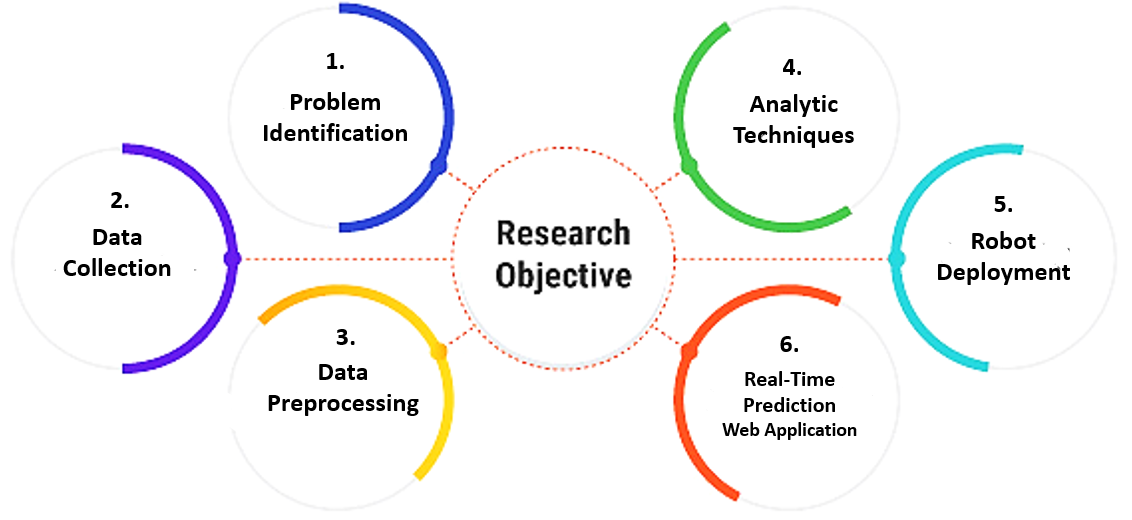 1.
Problem
Identification
2.
Data
Collection
3.
Data
Preprocessing
Research
Objective
4.
Analytic
Techniques
5.
Robot
Deployment
6.
Real-Time
Prediction
Web Application